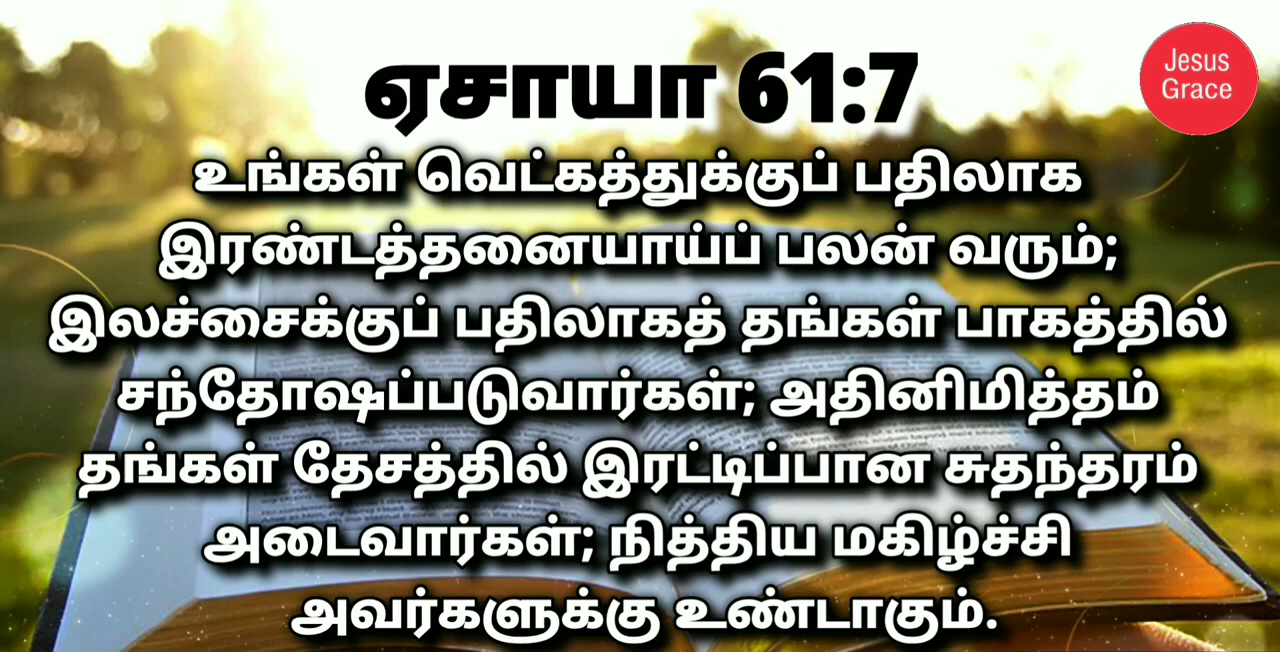 ஏசாயா 61:7
Jesus
Grace
உங்கள் வெட்கத்துக்குப் பதிலாக
இரண்டத்தனையாய்ப் பலன் வரும்;
இலச்சைக்குப் பதிலாகத் தங்கள் பாகத்தில்
சந்தோஷப்படுவார்கள்; அதினிமித்தம்
தங்கள் தேசத்தில் இரட்டிப்பான சுதந்தரம்
அடைவார்கள்; நித்திய மகிழ்ச்சி
அவர்களுக்கு உண்டாகும்.